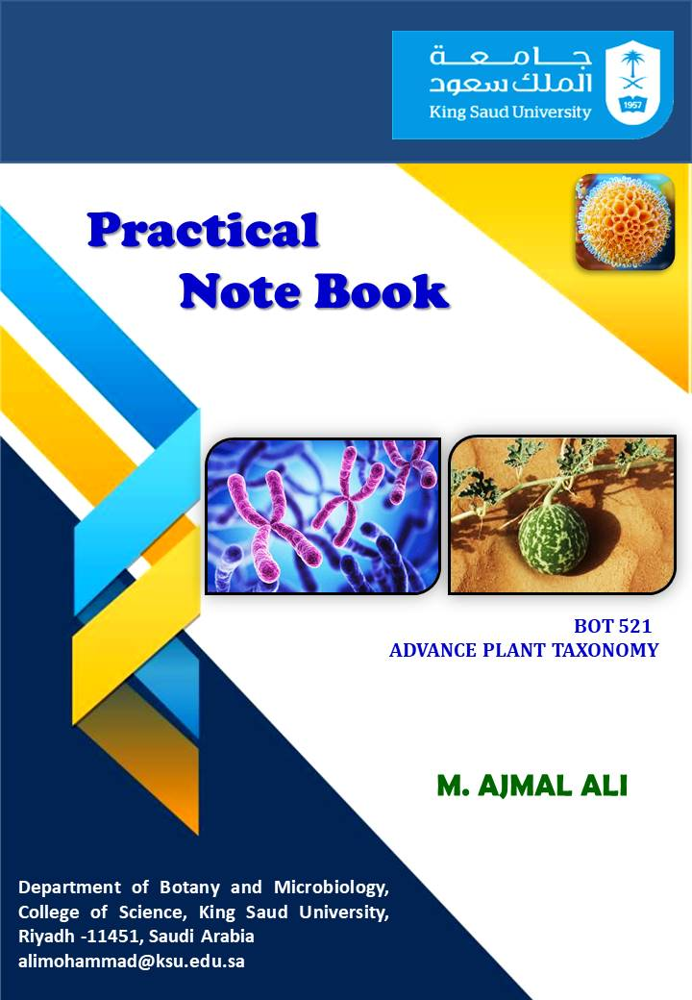 جـــامــعــة
الملك سعود
King Saud University
1957
Practical
Note Book
BOT 521
ADVANCE PLANT TAXONOMY
M. AJMAL ALI
Department of Botany and Microbiology,
College of Science, King Saud University,
Riyadh -11451, Saudi Arabia
alimohammad@ksu.edu.sa